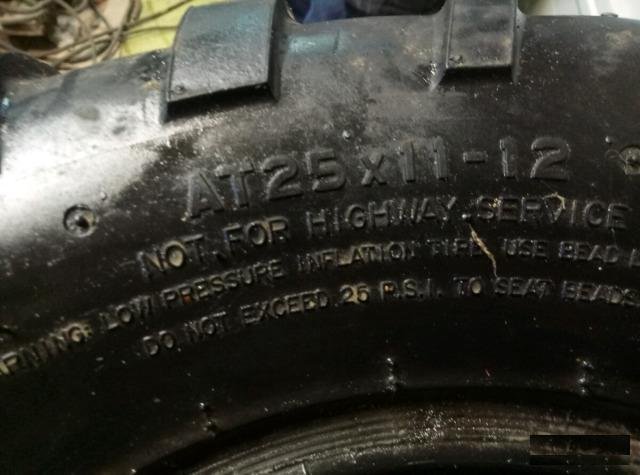 AT25x11-12
NOT FOR HIGHWAY SERVICE
WARNING: LOW PRESSURE INFLATION TIRE USE BEAD
DO NOT EXCEED 25 P.S.I. TO SEAT BEADS